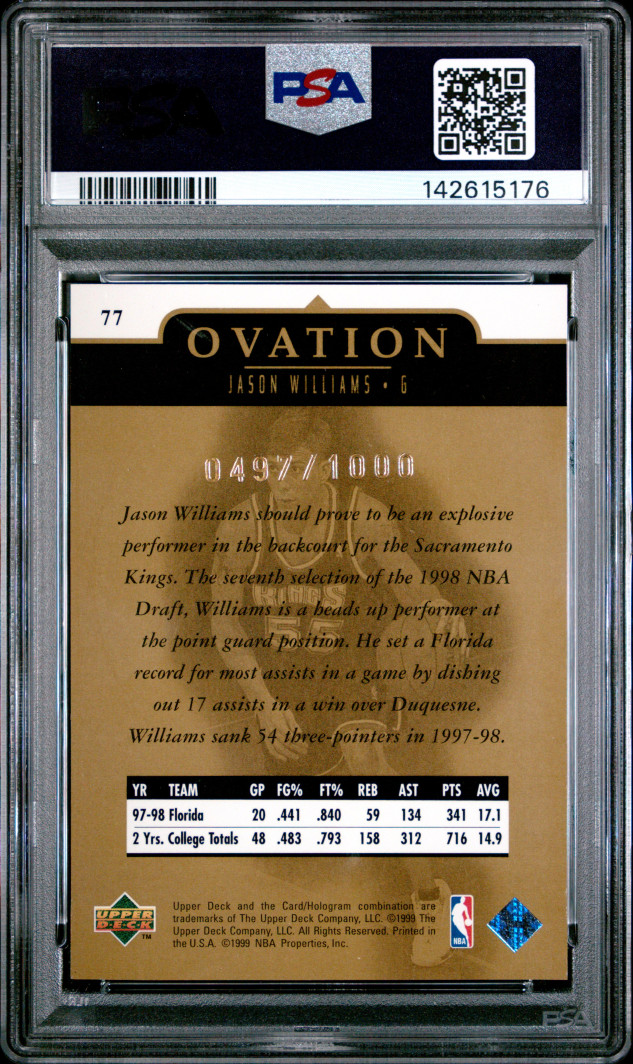 PSA
142615176
77
OVATION
JASON WILLIAMS • G
0497/1000
Jason Williams should prove to be an explosive
performer in the backcourt for the Sacramento
Kings. The seventh selection of the 1998 NBA
Draft, Williams is a heads up performer at
the point guard position. He set a Florida
record for most assists in a game by dishing
out 17 assists in a win over Duquesne.
Williams sank 54 three-pointers in 1997-98.
KINGS
55
YR TEAM GP FG% FT% REB AST PTS AVG
97-98 Florida 20 .441 .840 59 134 341 17.1
2 Yrs. College Totals 48 .483 .793 158 312 716 14.9
UPPER
D·E·C·K
TM
Upper Deck and the Card/Hologram combination are
trademarks of The Upper Deck Company, LLC. ©1999 The
Upper Deck Company, LLC. All Rights Reserved. Printed in
the U.S.A. ©1999 NBA Properties, Inc.
NBA
PSA